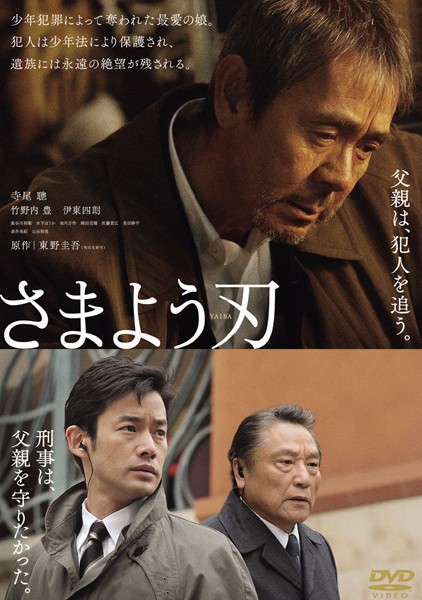 少年犯罪によって奪われた最愛の娘。
犯人は少年法により保護され、
遺族には永遠の絶望が残される。
寺尾 聰
竹野内 豊 伊東四朗
原作|東野圭吾
父親は、犯人を追う。
さまよう刃
YAIBA
刑事は、
父親を守りたかった。
DVD
VIDEO